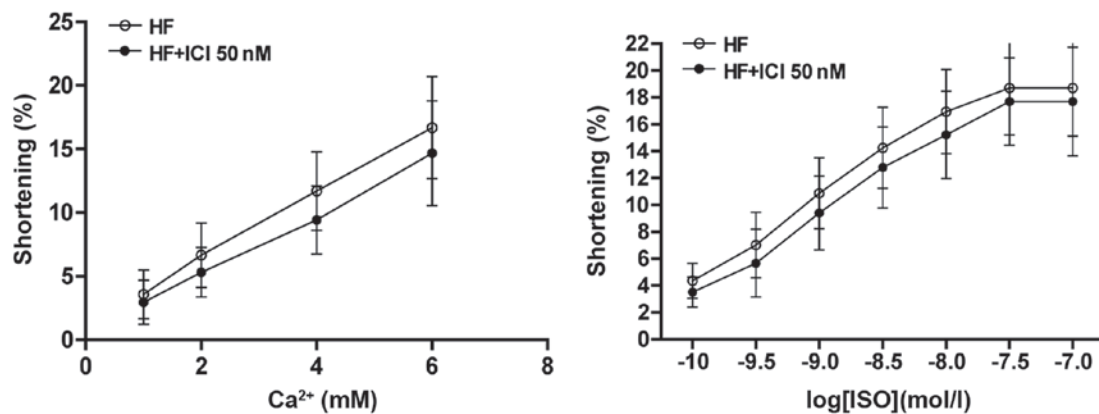 25
20
15
10
5
0
Shortening (%)
HF
HF+ICI 50 nM
0 2 4 6 8
Ca²⁺ (mM)
22
20
18
16
14
12
10
8
6
4
2
0
Shortening (%)
HF
HF+ICI 50 nM
-10 -9.5 -9.0 -8.5 -8.0 -7.5 -7.0
log[ISO](mol/l)